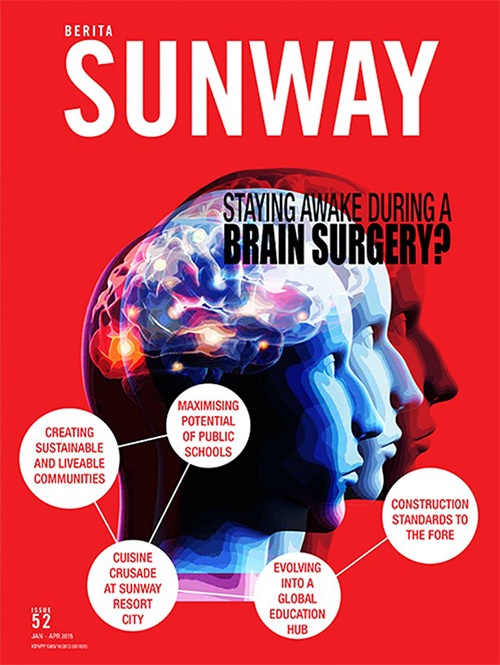 BERITA
SUNWAY
STAYING AWAKE DURING A
BRAIN SURGERY?
MAXIMISING
POTENTIAL
OF PUBLIC
SCHOOLS
CREATING
SUSTAINABLE
AND LIVEABLE
COMMUNITIES
CONSTRUCTION
STANDARDS TO
THE FORE
CUISINE
CRUSADE
AT SUNWAY
RESORT
CITY
EVOLVING
INTO A
GLOBAL
EDUCATION
HUB
ISSUE
52
JAN - APR 2015